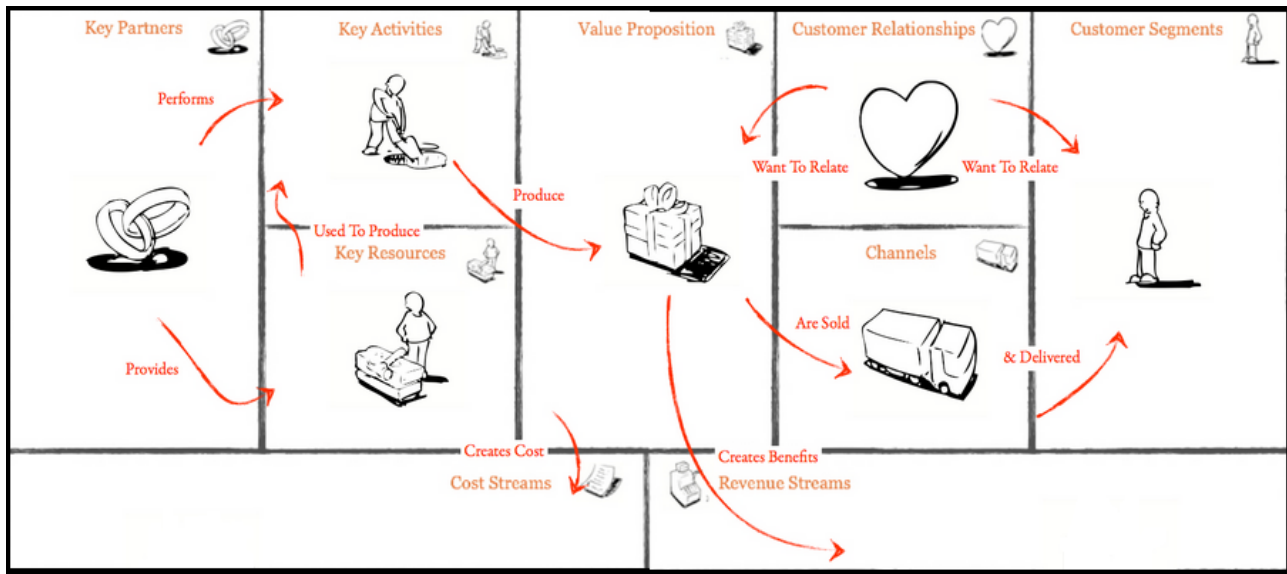 Key Partners
Key Activities
Value Proposition
Customer Relationships
Customer Segments
Performs
Want To Relate
Want To Relate
Produce
Used To Produce
Key Resources
Channels
Are Sold
& Delivered
Provides
Creates Cost
Creates Benefits
Cost Streams
Revenue Streams